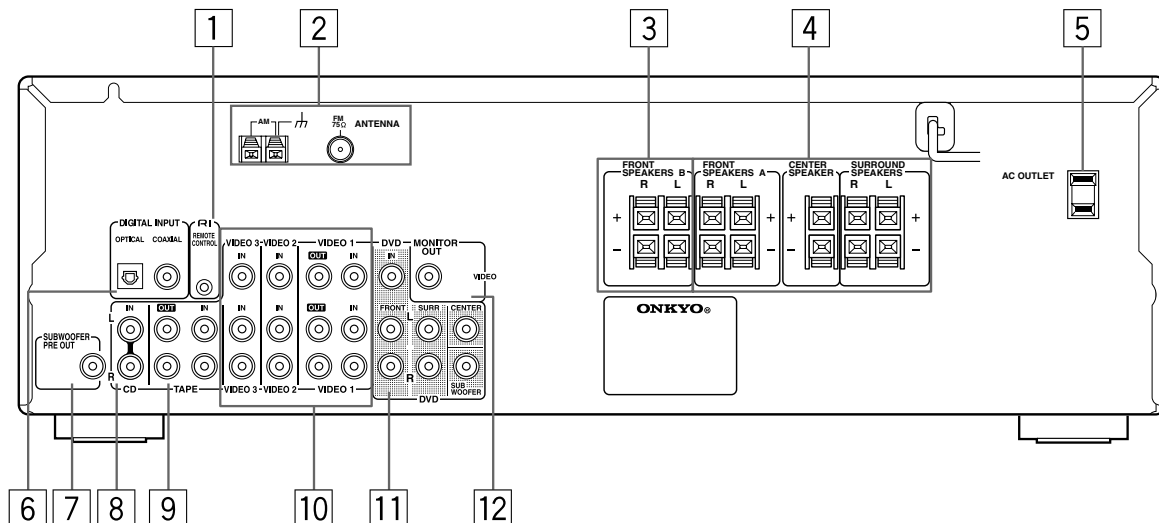 1 2 3 4 5
AM
FM
75Ω
ANTENNA
FRONT
SPEAKERS B
R L
FRONT
SPEAKERS A
R L
CENTER
SPEAKER
SURROUND
SPEAKERS
R L
+ + + +
− − − −
AC OUTLET
DIGITAL INPUT
OPTICAL COAXIAL
RI
REMOTE
CONTROL
VIDEO 3 VIDEO 2 VIDEO 1
IN IN OUT IN
DVD
IN
MONITOR
OUT
VIDEO
L
IN OUT IN IN IN OUT IN
FRONT L SURR CENTER
SUBWOOFER
PRE OUT
R
CD TAPE VIDEO 3 VIDEO 2 VIDEO 1
R
SUB
WOOFER
DVD
ONKYO®
6 7 8 9 10 11 12